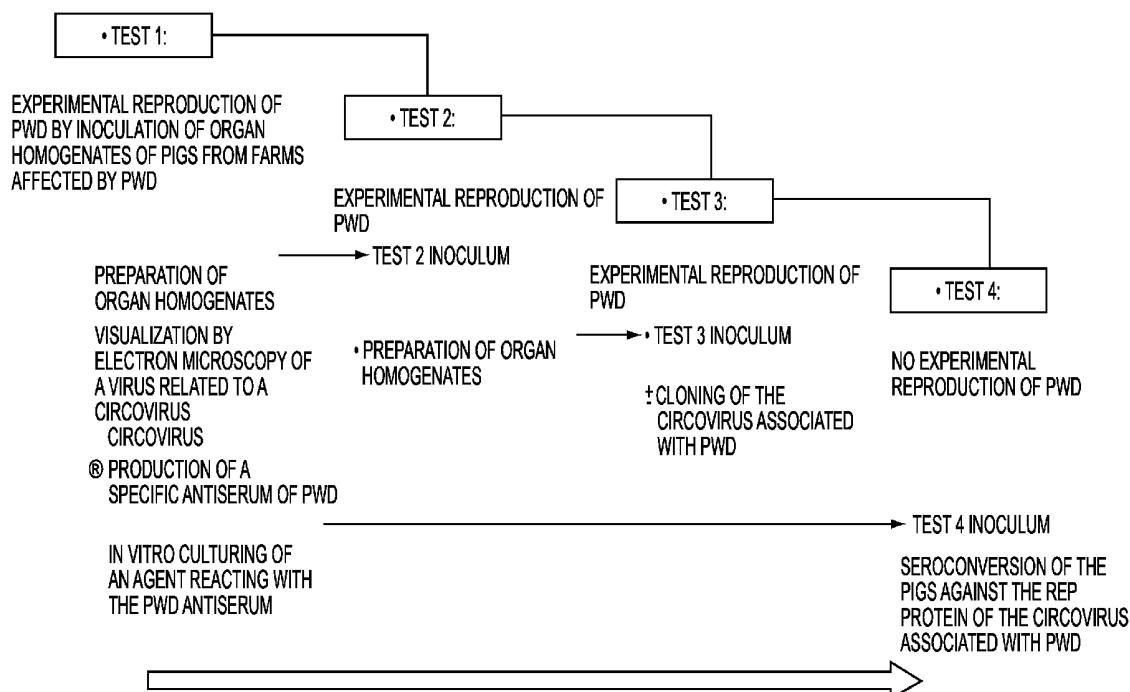 • TEST 1:
EXPERIMENTAL REPRODUCTION OF
PWD BY INOCULATION OF ORGAN
HOMOGENATES OF PIGS FROM FARMS
AFFECTED BY PWD
PREPARATION OF
ORGAN HOMOGENATES
VISUALIZATION BY
ELECTRON MICROSCOPY OF
A VIRUS RELATED TO A
CIRCOVIRUS
CIRCOVIRUS
® PRODUCTION OF A
SPECIFIC ANTISERUM OF PWD
IN VITRO CULTURING OF
AN AGENT REACTING WITH
THE PWD ANTISERUM
• TEST 2:
EXPERIMENTAL REPRODUCTION OF
PWD
TEST 2 INOCULUM
• PREPARATION OF ORGAN
HOMOGENATES
• TEST 3:
EXPERIMENTAL REPRODUCTION OF
PWD
• TEST 3 INOCULUM
± CLONING OF THE
CIRCOVIRUS ASSOCIATED
WITH PWD
• TEST 4:
NO EXPERIMENTAL
REPRODUCTION OF PWD
TEST 4 INOCULUM
SEROCONVERSION OF THE
PIGS AGAINST THE REP
PROTEIN OF THE CIRCOVIRUS
ASSOCIATED WITH PWD